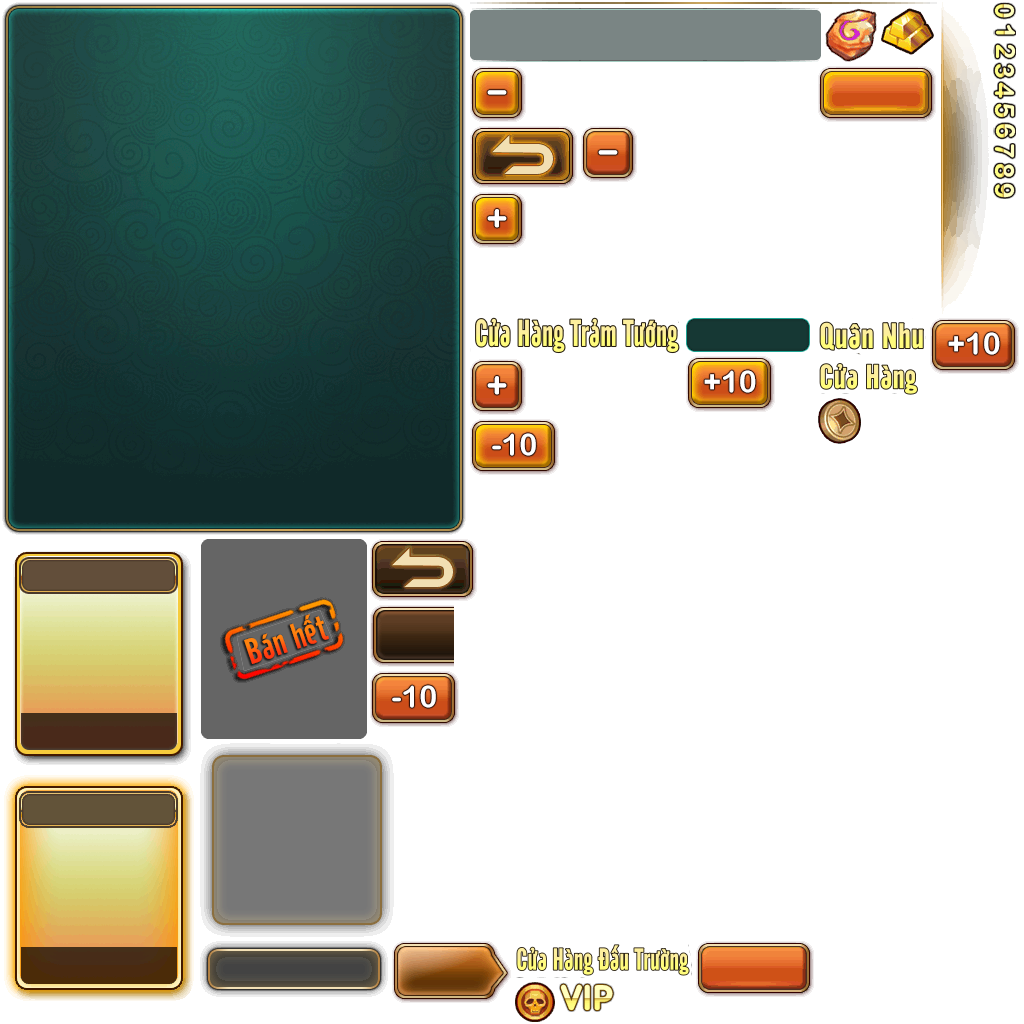 0123456789
−
−
+
Cửa Hàng Trảm Tướng
Quân Nhu
+10
+
+10
Cửa Hàng
-10
Bán hết
-10
Cửa Hàng Đấu Trường
VIP